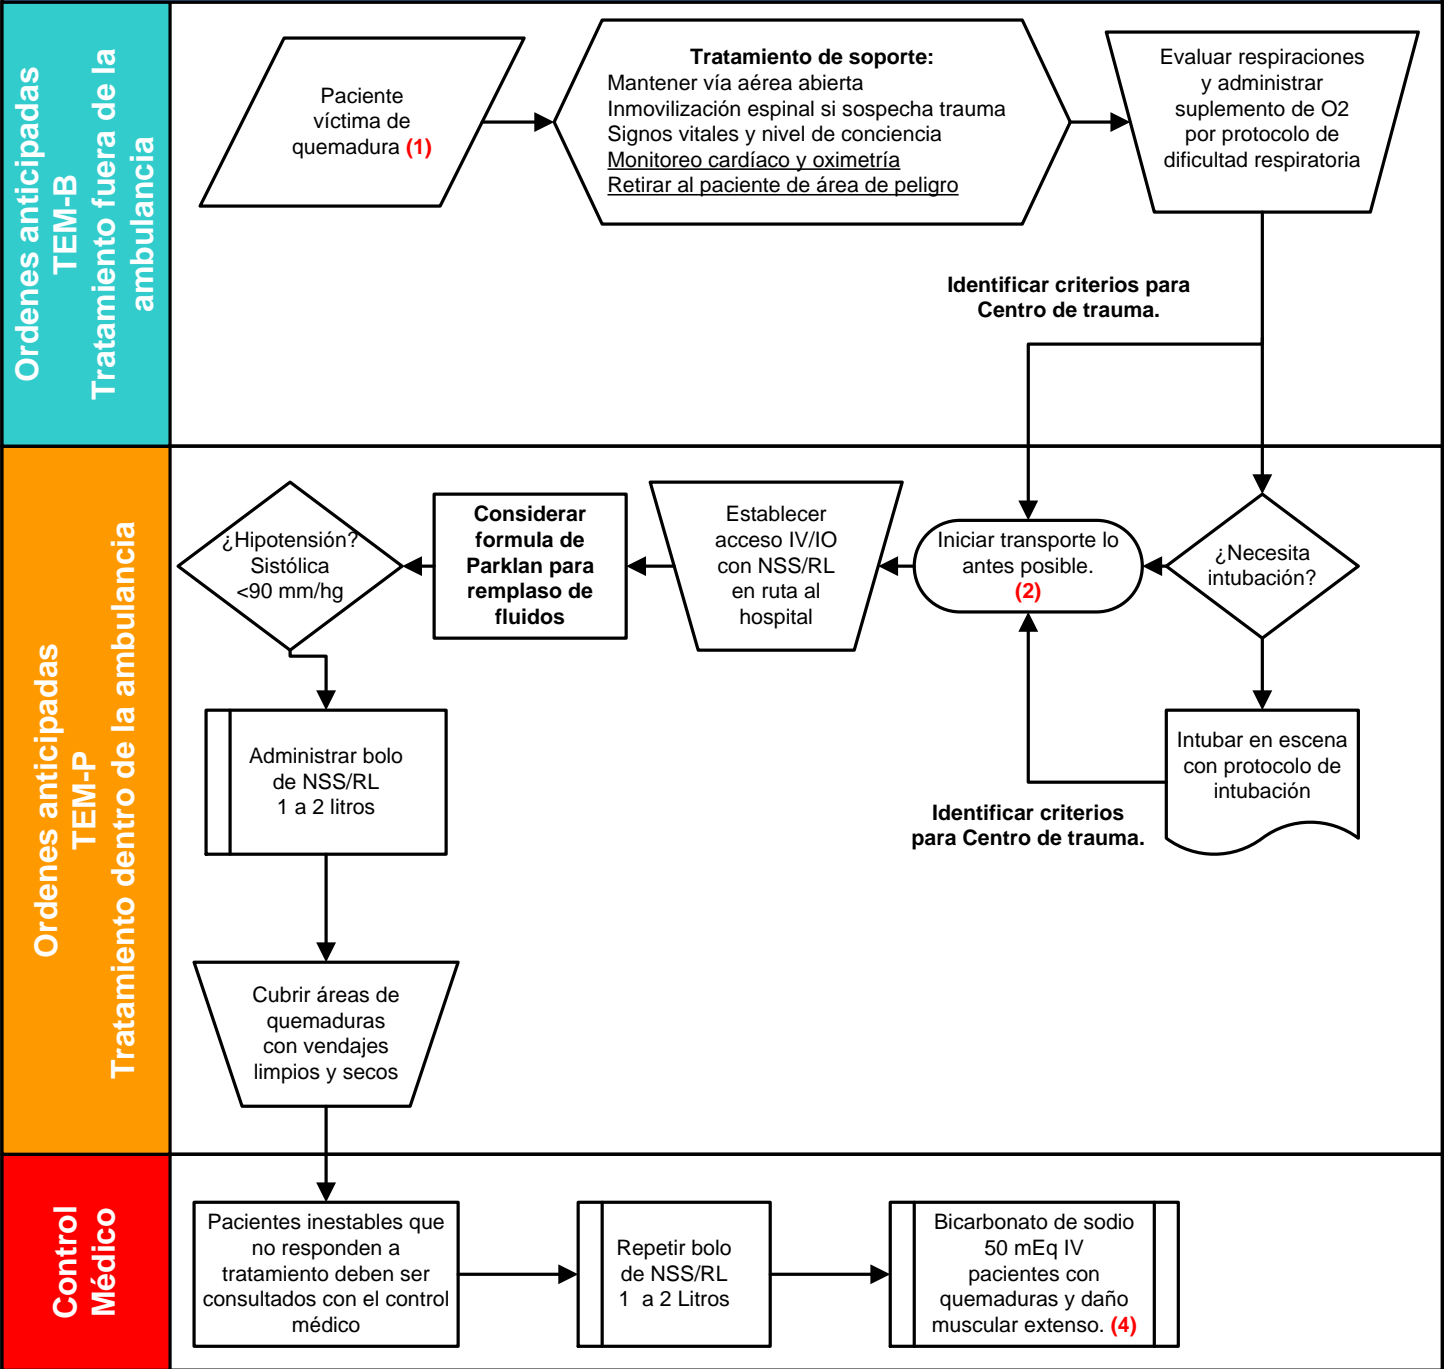 Ordenes anticipadas
TEM-B
Tratamiento fuera de la
ambulancia
Paciente
víctima de
quemadura (1)
Tratamiento de soporte:
Mantener vía aérea abierta
Inmovilización espinal si sospecha trauma
Signos vitales y nivel de conciencia
Monitoreo cardíaco y oximetría
Retirar al paciente de área de peligro
Evaluar respiraciones
y administrar
suplemento de O2
por protocolo de
dificultad respiratoria
Identificar criterios para
Centro de trauma.
Ordenes anticipadas
TEM-P
Tratamiento dentro de la ambulancia
¿Necesita
intubación?
Intubar en escena
con protocolo de
intubación
Identificar criterios
para Centro de trauma.
Iniciar transporte lo
antes posible.
(2)
Establecer
acceso IV/IO
con NSS/RL
en ruta al
hospital
Considerar
formula de
Parklan para
remplaso de
fluidos
¿Hipotensión?
Sistólica
<90 mm/hg
Administrar bolo
de NSS/RL
1 a 2 litros
Cubrir áreas de
quemaduras
con vendajes
limpios y secos
Control
Médico
Pacientes inestables que
no responden a
tratamiento deben ser
consultados con el control
médico
Repetir bolo
de NSS/RL
1 a 2 Litros
Bicarbonato de sodio
50 mEq IV
pacientes con
quemaduras y daño
muscular extenso. (4)